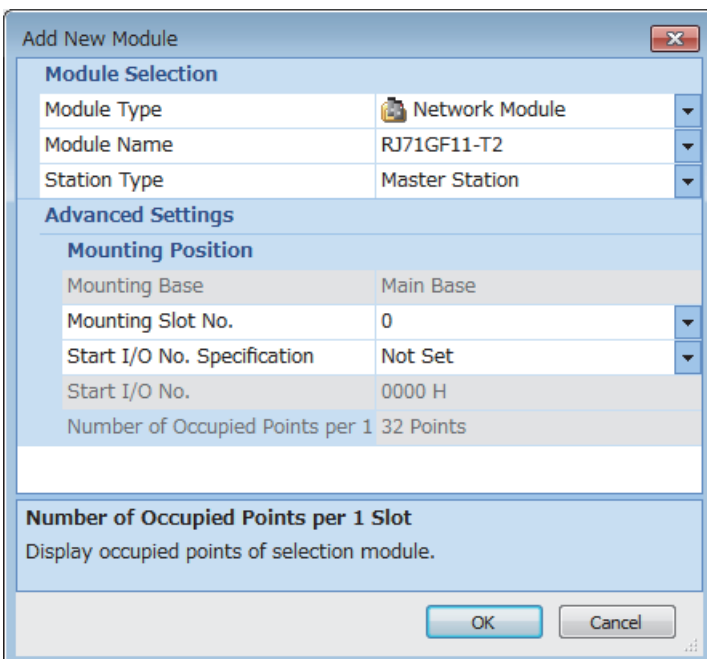 Add New Module
Module Selection
Module Type Network Module
Module Name RJ71GF11-T2
Station Type Master Station
Advanced Settings
Mounting Position
Mounting Base Main Base
Mounting Slot No. 0
Start I/O No. Specification Not Set
Start I/O No. 0000 H
Number of Occupied Points per 1 32 Points
Number of Occupied Points per 1 Slot
Display occupied points of selection module.
OK Cancel